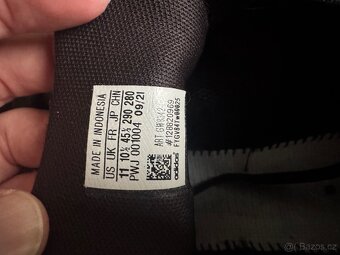 MADE IN INDONESIA
US UK FR JP CHN
11 10½ 45⅓ 290 280
PWJ 001004 09/21
#128820969
adidas
Bazos.cz